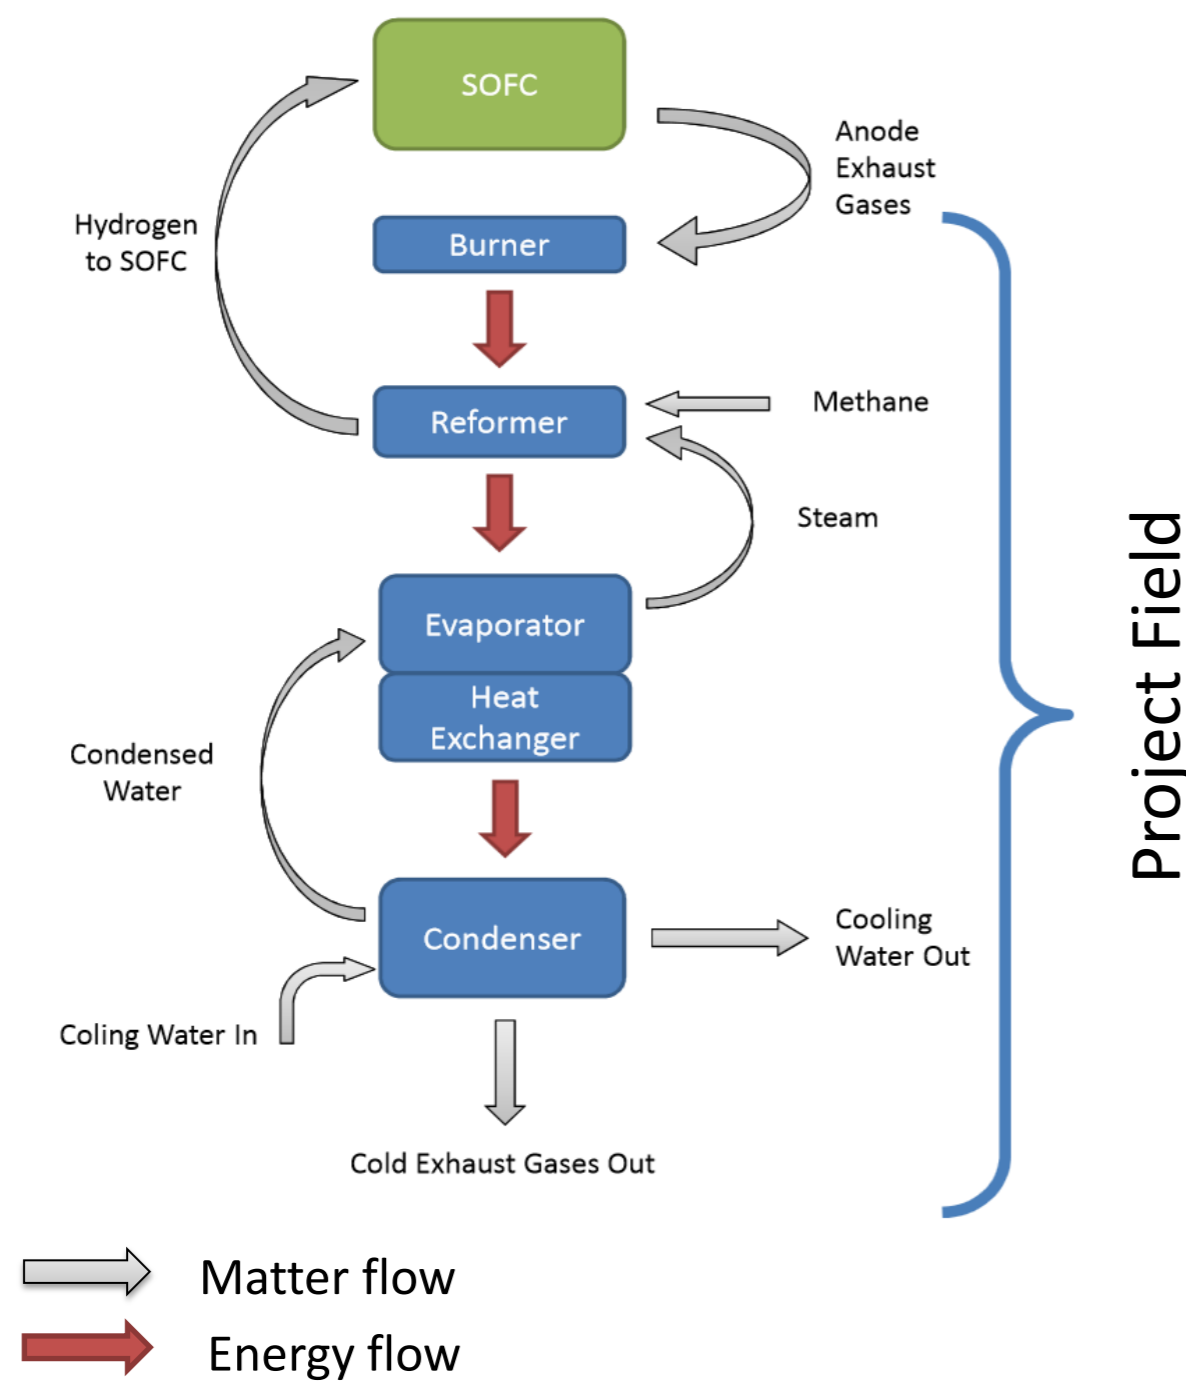 SOFC
Anode
Exhaust
Gases
Hydrogen
to SOFC
Burner
Reformer
Methane
Steam
Evaporator
Heat
Exchanger
Condensed
Water
Condenser
Cooling
Water Out
Coling Water In
Cold Exhaust Gases Out
Project Field
Matter flow
Energy flow